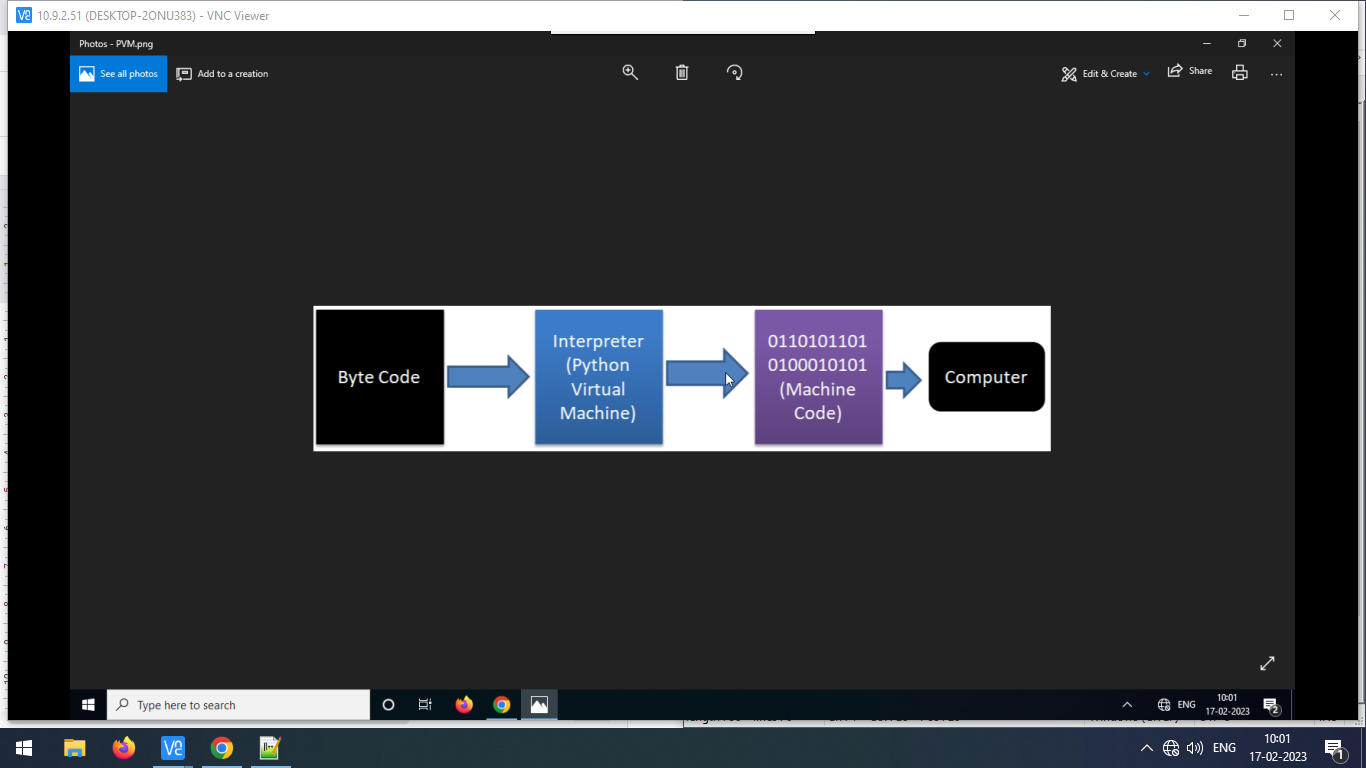 10.9.2.51 (DESKTOP-2ONU383) - VNC Viewer
Photos - PVM.png
See all photos
Add to a creation
Edit & Create
Share
Byte Code
Interpreter
(Python
Virtual
Machine)
0110101101
0100010101
(Machine
Code)
Computer
Type here to search
ENG
10:01
17-02-2023
2
ENG
10:01
17-02-2023
1